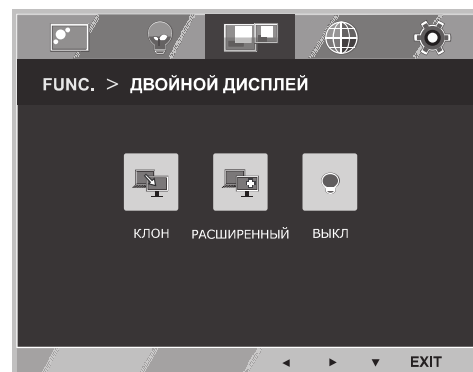 FUNC. > ДВОЙНОЙ ДИСПЛЕЙ
КЛОН РАСШИРЕННЫЙ ВЫКЛ
EXIT